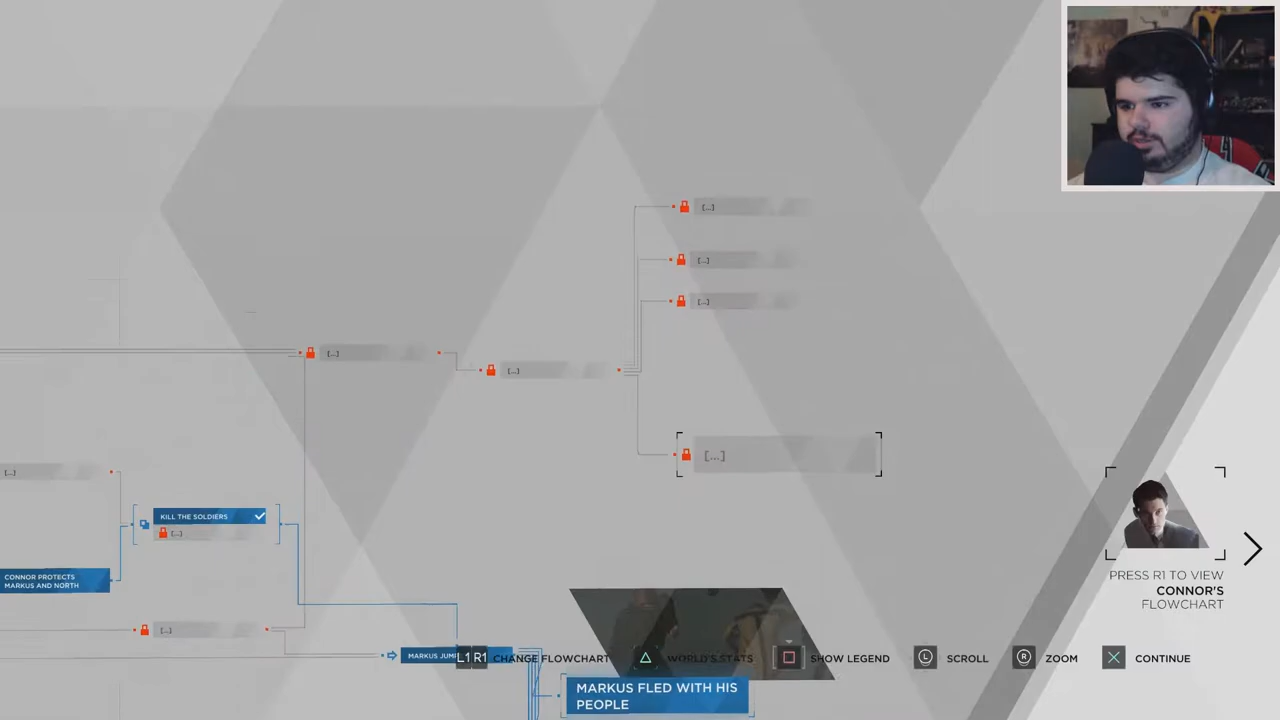 [...]
[...]
[...]
[...]
[...]
[...]
[...]
KILL THE SOLDIERS
[...]
CONNOR PROTECTS
MARKUS AND NORTH
PRESS R1 TO VIEW
CONNOR'S
FLOWCHART
[...]
MARKUS
L1 R1 CHANGE FLOWCHART WORLD'S STATS SHOW LEGEND L SCROLL R ZOOM CONTINUE
MARKUS FLED WITH HIS
PEOPLE